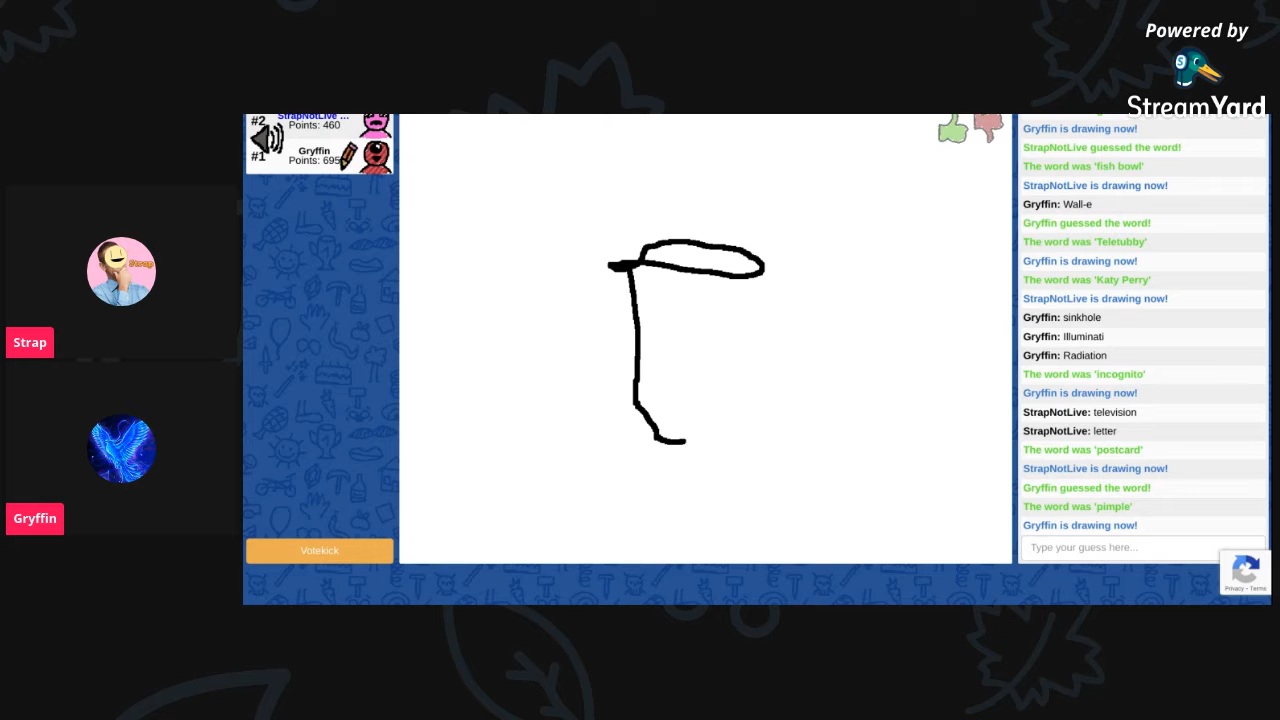 Powered by
StreamYard
#2
StrapNotLive ...
Points: 460
#1
Gryffin
Points: 695
Strap
Strap
Gryffin
Votekick
Gryffin is drawing now!
StrapNotLive guessed the word!
The word was 'fish bowl'
StrapNotLive is drawing now!
Gryffin: Wall-e
Gryffin guessed the word!
The word was 'Teletubby'
Gryffin is drawing now!
The word was 'Katy Perry'
StrapNotLive is drawing now!
Gryffin: sinkhole
Gryffin: Illuminati
Gryffin: Radiation
The word was 'incognito'
Gryffin is drawing now!
StrapNotLive: television
StrapNotLive: letter
The word was 'postcard'
StrapNotLive is drawing now!
Gryffin guessed the word!
The word was 'pimple'
Gryffin is drawing now!
Type your guess here...
Privacy - Terms